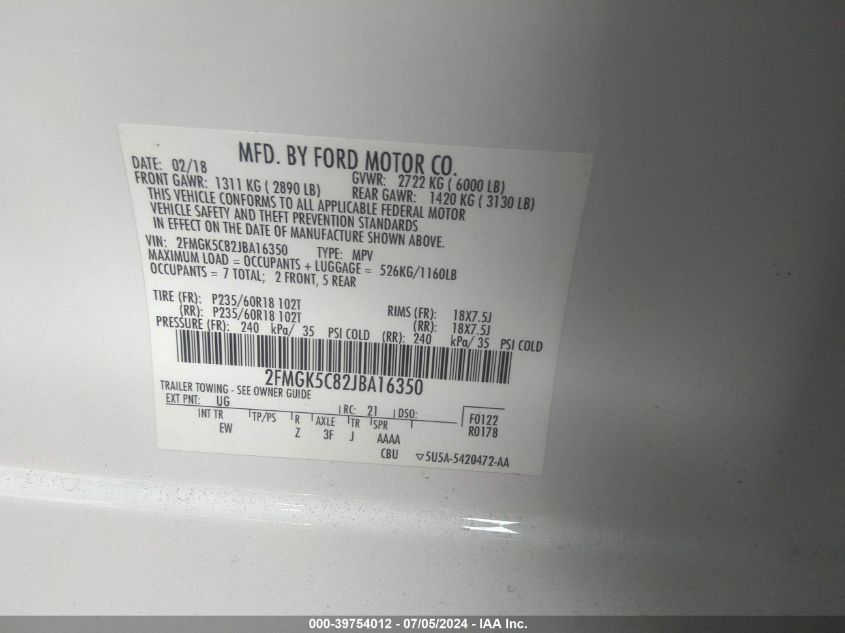 MFD. BY FORD MOTOR CO.
DATE: 02/18 GVWR: 2722 KG ( 6000 LB)
FRONT GAWR: 1311 KG ( 2890 LB) REAR GAWR: 1420 KG ( 3130 LB)
THIS VEHICLE CONFORMS TO ALL APPLICABLE FEDERAL MOTOR
VEHICLE SAFETY AND THEFT PREVENTION STANDARDS
IN EFFECT ON THE DATE OF MANUFACTURE SHOWN ABOVE.
VIN: 2FMGK5C82JBA16350 TYPE: MPV
MAXIMUM LOAD = OCCUPANTS + LUGGAGE = 526KG/1160LB
OCCUPANTS = 7 TOTAL; 2 FRONT, 5 REAR
TIRE (FR): P235/60R18 102T RIMS (FR): 18X7.5J
(RR): P235/60R18 102T (RR): 18X7.5J
PRESSURE (FR): 240 kPa/ 35 PSI COLD (RR): 240 kPa/ 35 PSI COLD
2FMGK5C82JBA16350
TRAILER TOWING - SEE OWNER GUIDE
EXT PNT: UG RC: 21 DSO: F0122
INT TR TP/PS R AXLE TR SPR R0178
EW Z 3F J AAAA
CBU ▽5U5A-5420472-AA
000-39754012 - 07/05/2024 - IAA Inc.